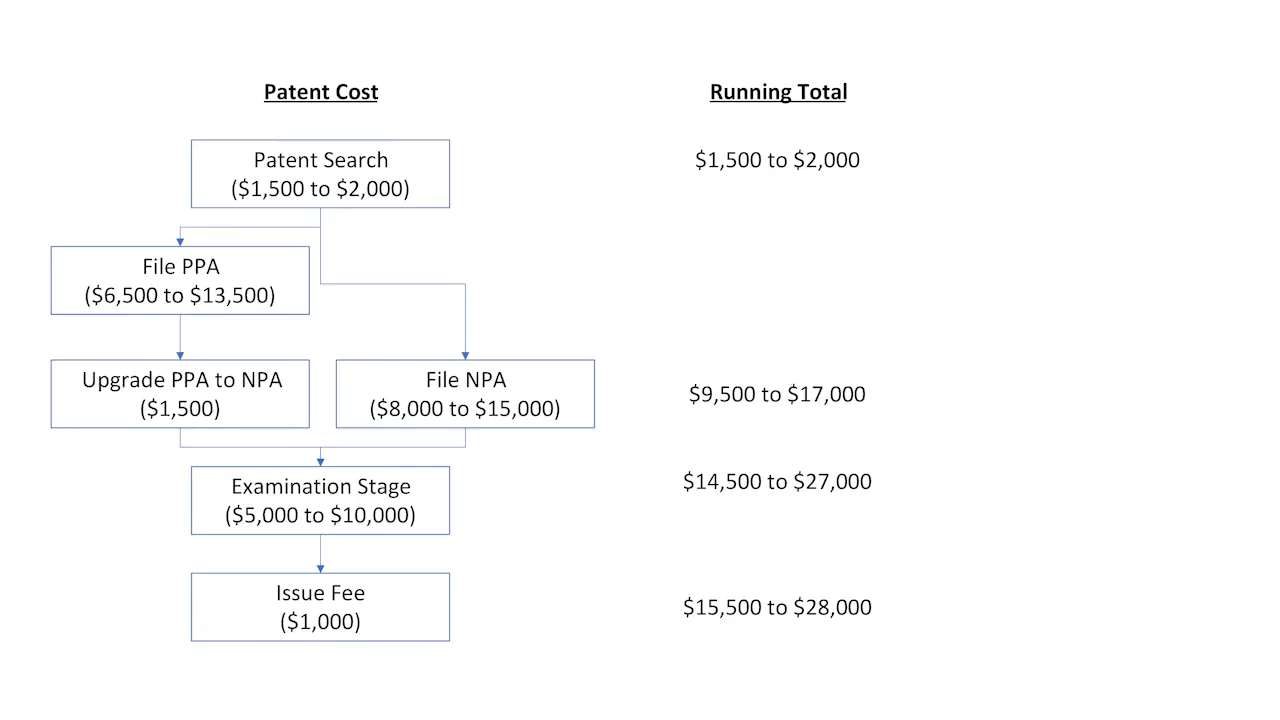 Patent Cost
Running Total
Patent Search
($1,500 to $2,000)
$1,500 to $2,000
File PPA
($6,500 to $13,500)
Upgrade PPA to NPA
($1,500)
File NPA
($8,000 to $15,000)
$9,500 to $17,000
Examination Stage
($5,000 to $10,000)
$14,500 to $27,000
Issue Fee
($1,000)
$15,500 to $28,000